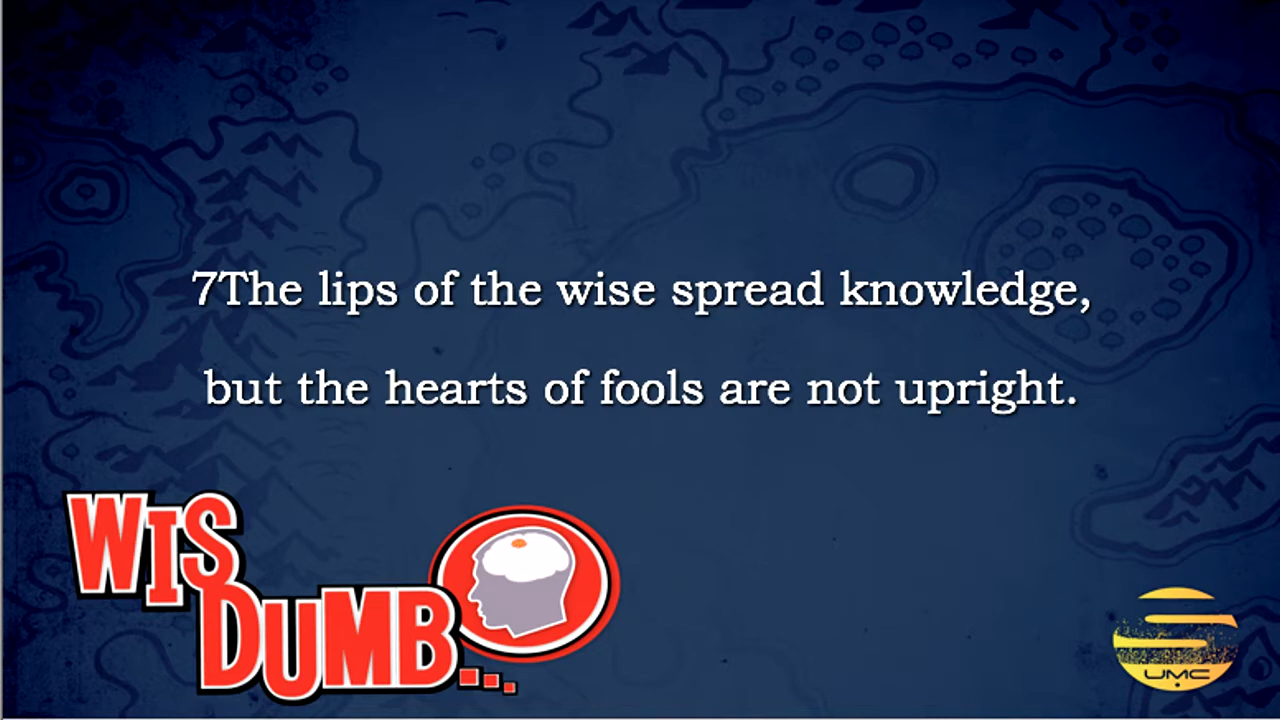 7The lips of the wise spread knowledge,
but the hearts of fools are not upright.
WIS
DUMB...
UMC